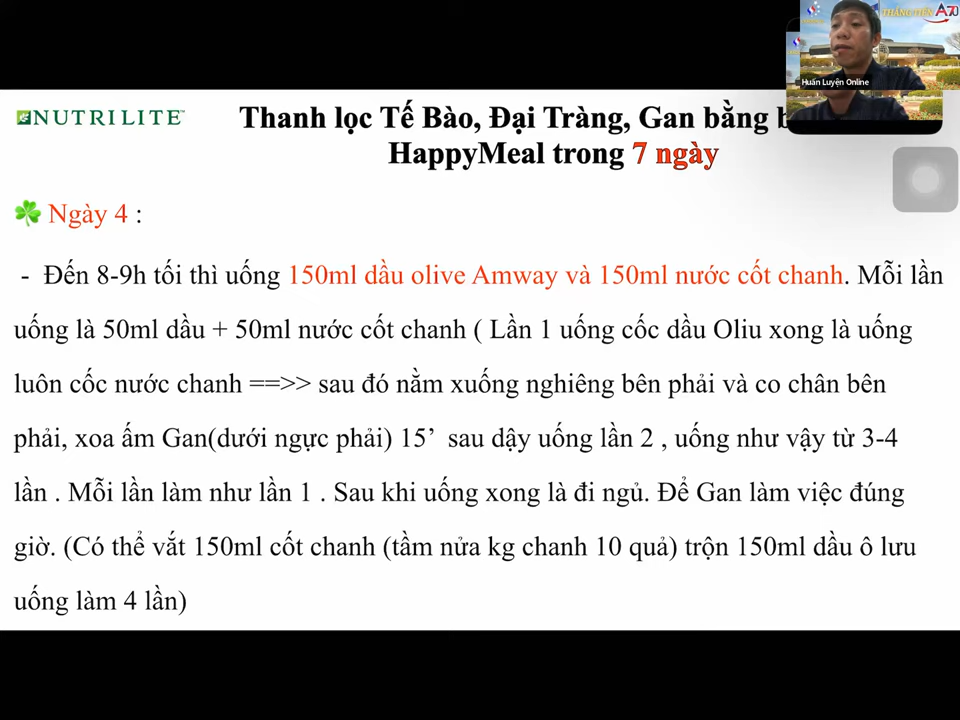 THẮNG TIẾN A70
Huấn Luyện Online
NUTRILITE™
Thanh lọc Tế Bào, Đại Tràng, Gan bằng
HappyMeal trong 7 ngày
Ngày 4 :
- Đến 8-9h tối thì uống 150ml dầu olive Amway và 150ml nước cốt chanh. Mỗi lần
uống là 50ml dầu + 50ml nước cốt chanh ( Lần 1 uống cốc dầu Oliu xong là uống
luôn cốc nước chanh ==>> sau đó nằm xuống nghiêng bên phải và co chân bên
phải, xoa ấm Gan(dưới ngực phải) 15’ sau dậy uống lần 2 , uống như vậy từ 3-4
lần . Mỗi lần làm như lần 1 . Sau khi uống xong là đi ngủ. Để Gan làm việc đúng
giờ. (Có thể vắt 150ml cốt chanh (tầm nửa kg chanh 10 quả) trộn 150ml dầu ô lưu
uống làm 4 lần)